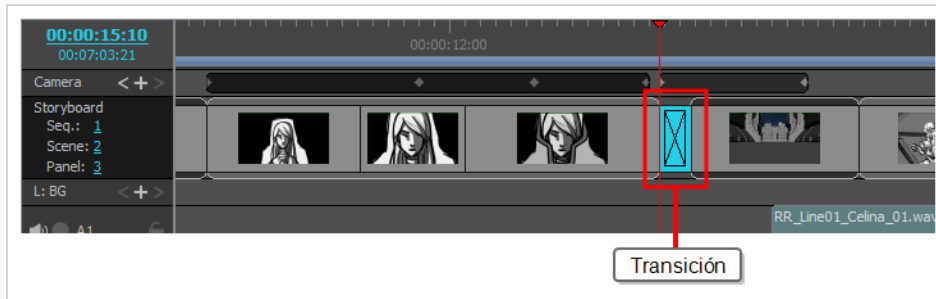 00:00:15:10
00:07:03:21
00:00:12:00
Camera
Storyboard
Seq.: 1
Scene: 2
Panel: 3
L: BG
A1
RR_Line01_Celina_01.wav
Transición